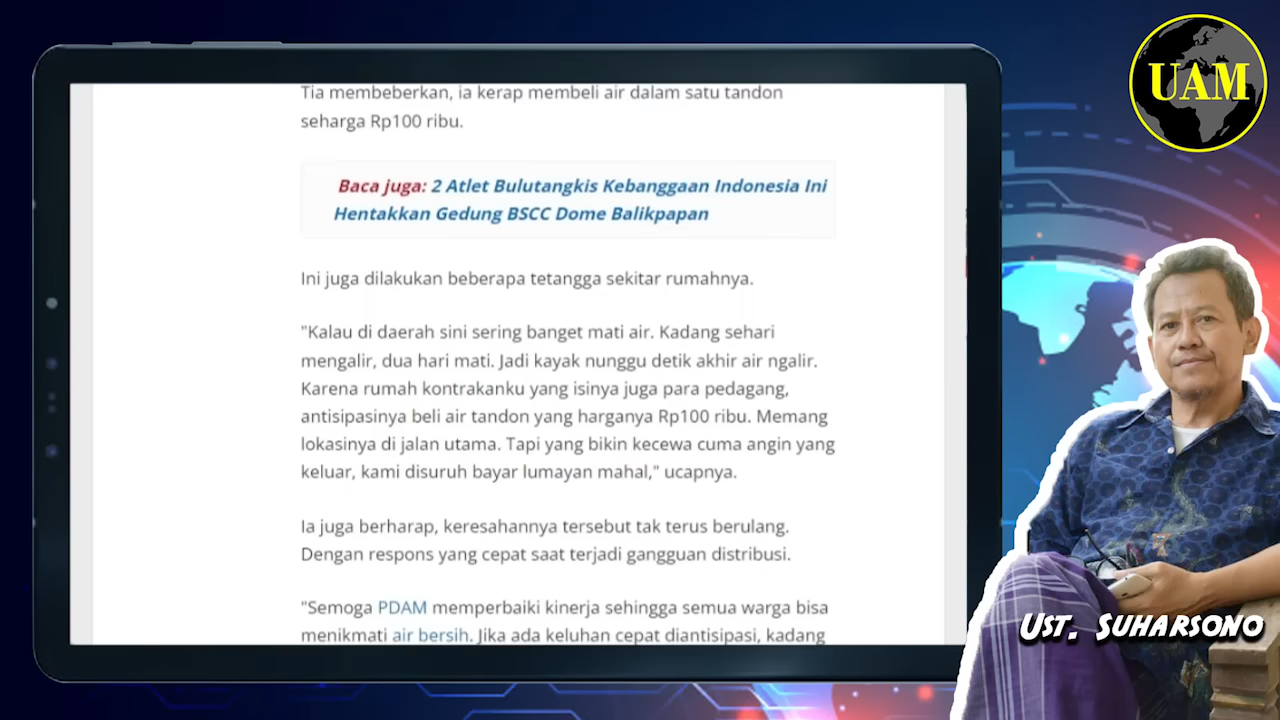 Tia membeberkan, ia kerap membeli air dalam satu tandon
seharga Rp100 ribu.
Baca juga: 2 Atlet Bulutangkis Kebanggaan Indonesia Ini
Hentakkan Gedung BSCC Dome Balikpapan
Ini juga dilakukan beberapa tetangga sekitar rumahnya.
"Kalau di daerah sini sering banget mati air. Kadang sehari
mengalir, dua hari mati. Jadi kayak nunggu detik akhir air ngalir.
Karena rumah kontrakanku yang isinya juga para pedagang,
antisipasinya beli air tandon yang harganya Rp100 ribu. Memang
lokasinya di jalan utama. Tapi yang bikin kecewa cuma angin yang
keluar, kami disuruh bayar lumayan mahal," ucapnya.
Ia juga berharap, keresahannya tersebut tak terus berulang.
Dengan respons yang cepat saat terjadi gangguan distribusi.
"Semoga PDAM memperbaiki kinerja sehingga semua warga bisa
menikmati air bersih. Jika ada keluhan cepat diantisipasi, kadang
UAM
Ust. Suharsono